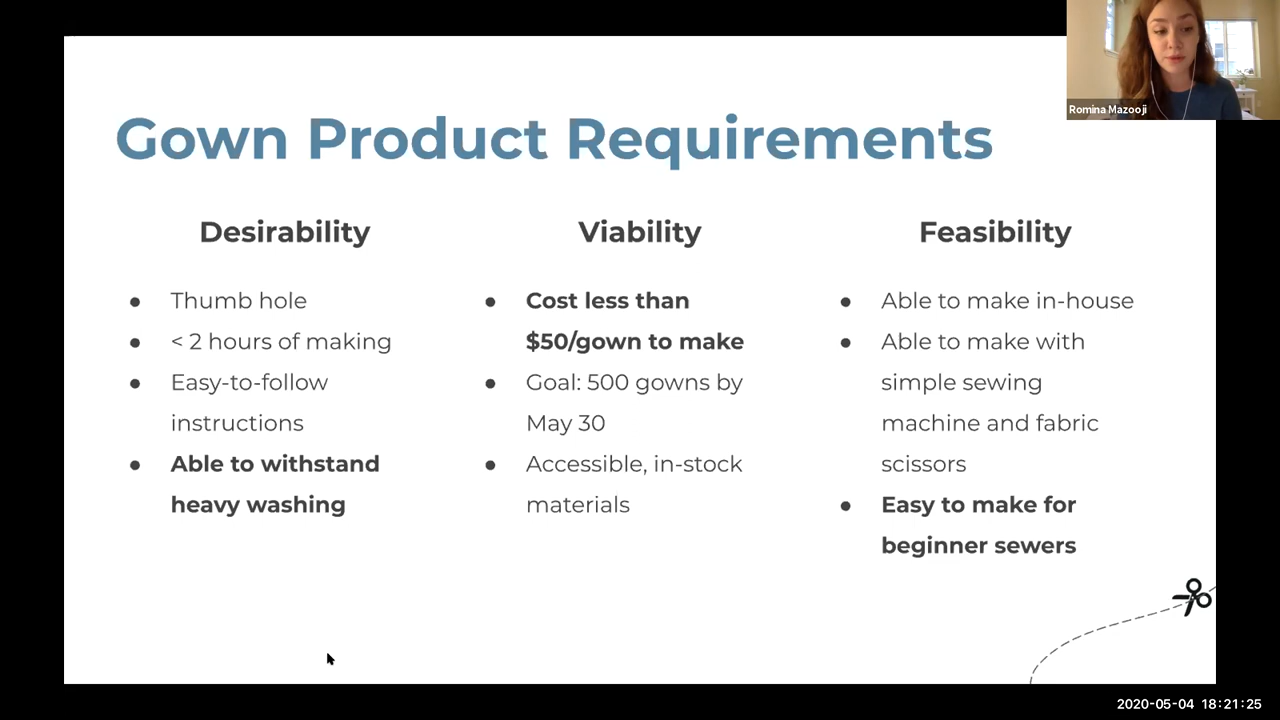 Romina Mazooji
Gown Product Requirements
Desirability
● Thumb hole
● < 2 hours of making
● Easy-to-follow
instructions
● Able to withstand
heavy washing
Viability
● Cost less than
$50/gown to make
● Goal: 500 gowns by
May 30
● Accessible, in-stock
materials
Feasibility
● Able to make in-house
● Able to make with
simple sewing
machine and fabric
scissors
● Easy to make for
beginner sewers
2020-05-04 18:21:25